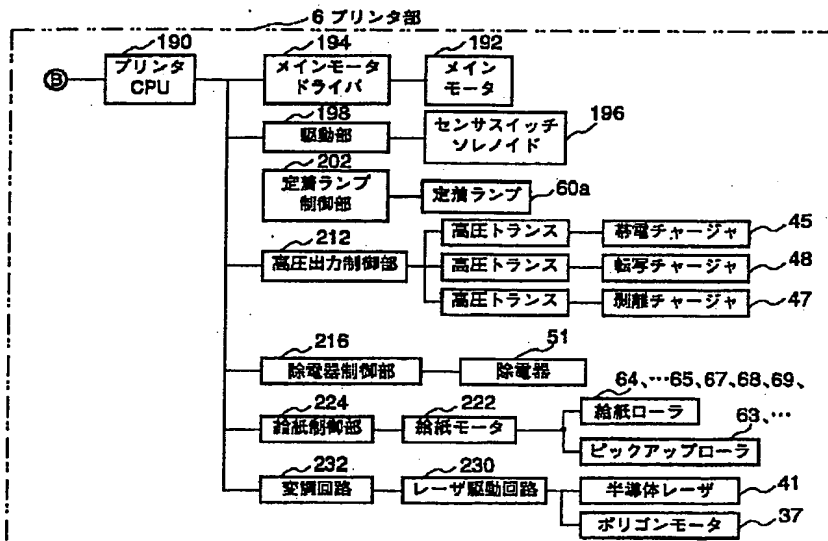 6 プリンタ部
190
194
192
Ⓑ
プリンタ
CPU
メインモータ
ドライバ
メイン
モータ
198
駆動部
センサスイッチ
ソレノイド
196
202
定着ランプ
制御部
定着ランプ
60a
212
高圧出力制御部
高圧トランス
帯電チャージャ
45
高圧トランス
転写チャージャ
48
高圧トランス
剥離チャージャ
47
216
除電器制御部
51
除電器
64、…65、67、68、69、
224
給紙制御部
222
給紙モータ
給紙ローラ
63、…
ピックアップローラ
232
変調回路
230
レーザ駆動回路
半導体レーザ
41
ポリゴンモータ
37